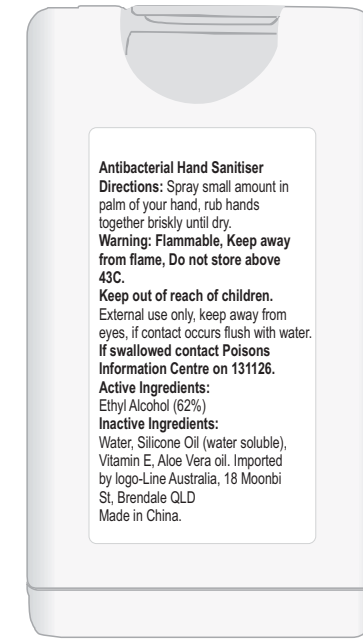 Antibacterial Hand Sanitiser
Directions: Spray small amount in
palm of your hand, rub hands
together briskly until dry.
Warning: Flammable, Keep away
from flame, Do not store above
43C.
Keep out of reach of children.
External use only, keep away from
eyes, if contact occurs flush with water.
If swallowed contact Poisons
Information Centre on 131126.
Active Ingredients:
Ethyl Alcohol (62%)
Inactive Ingredients:
Water, Silicone Oil (water soluble),
Vitamin E, Aloe Vera oil. Imported
by logo-Line Australia, 18 Moonbi
St, Brendale QLD
Made in China.